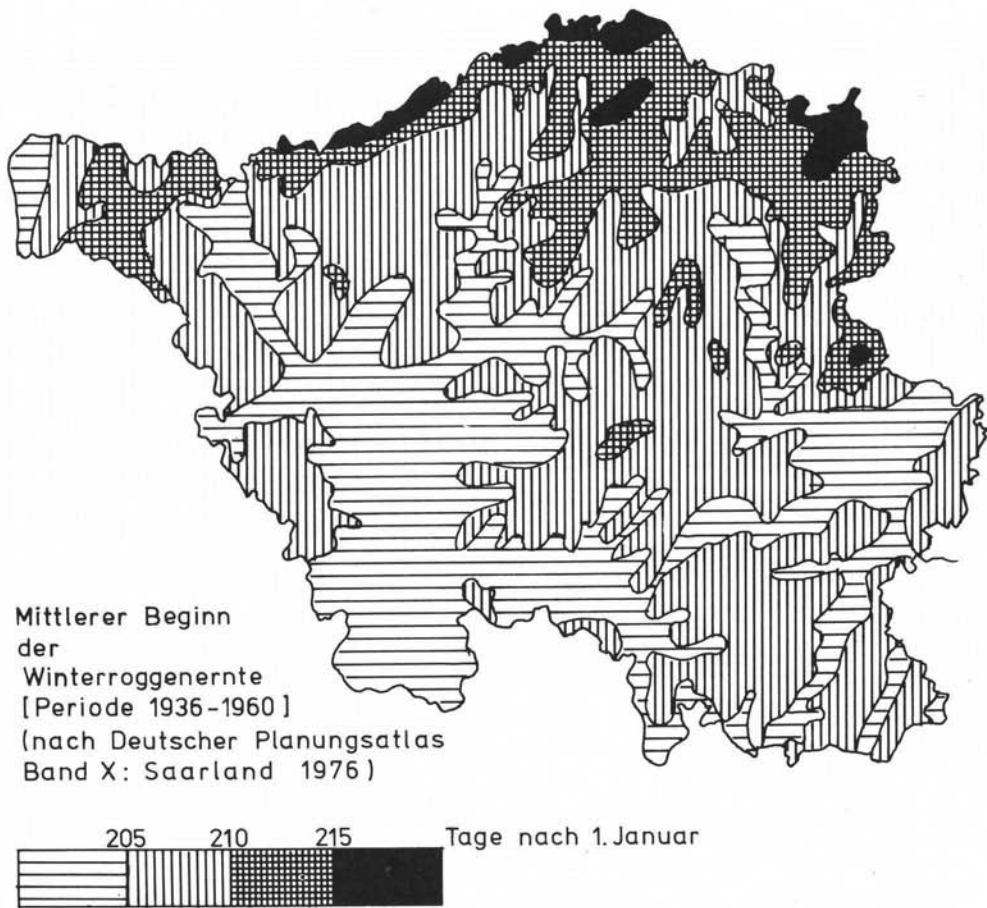 Mittlerer Beginn
der
Winterroggenernte
[Periode 1936-1960]
(nach Deutscher Planungsatlas
Band X: Saarland 1976)
205 210 215 Tage nach 1. Januar